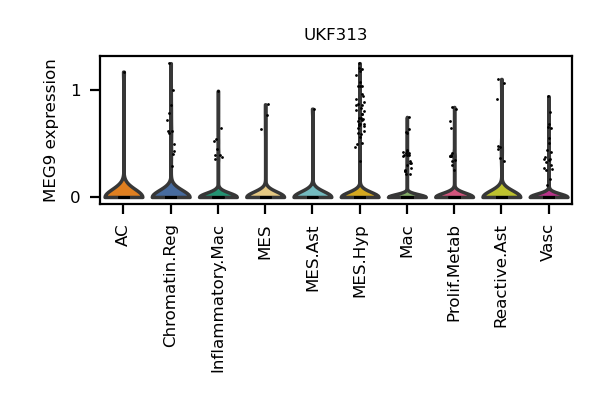 UKF313
MEG9 expression
1
0
AC
Chromatin.Reg
Inflammatory.Mac
MES
MES.Ast
MES.Hyp
Mac
Prolif.Metab
Reactive.Ast
Vasc